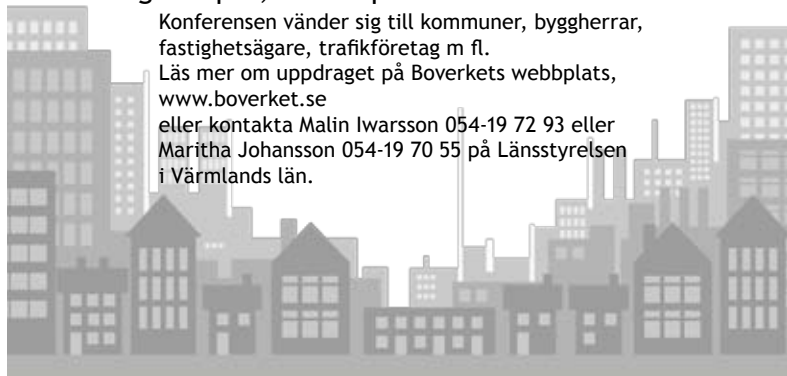 Konferensen vänder sig till kommuner, byggherrar,
fastighetsägare, trafikföretag m fl.
Läs mer om uppdraget på Boverkets webbplats,
www.boverket.se
eller kontakta Malin Iwarsson 054-19 72 93 eller
Maritha Johansson 054-19 70 55 på Länsstyrelsen
i Värmlands län.